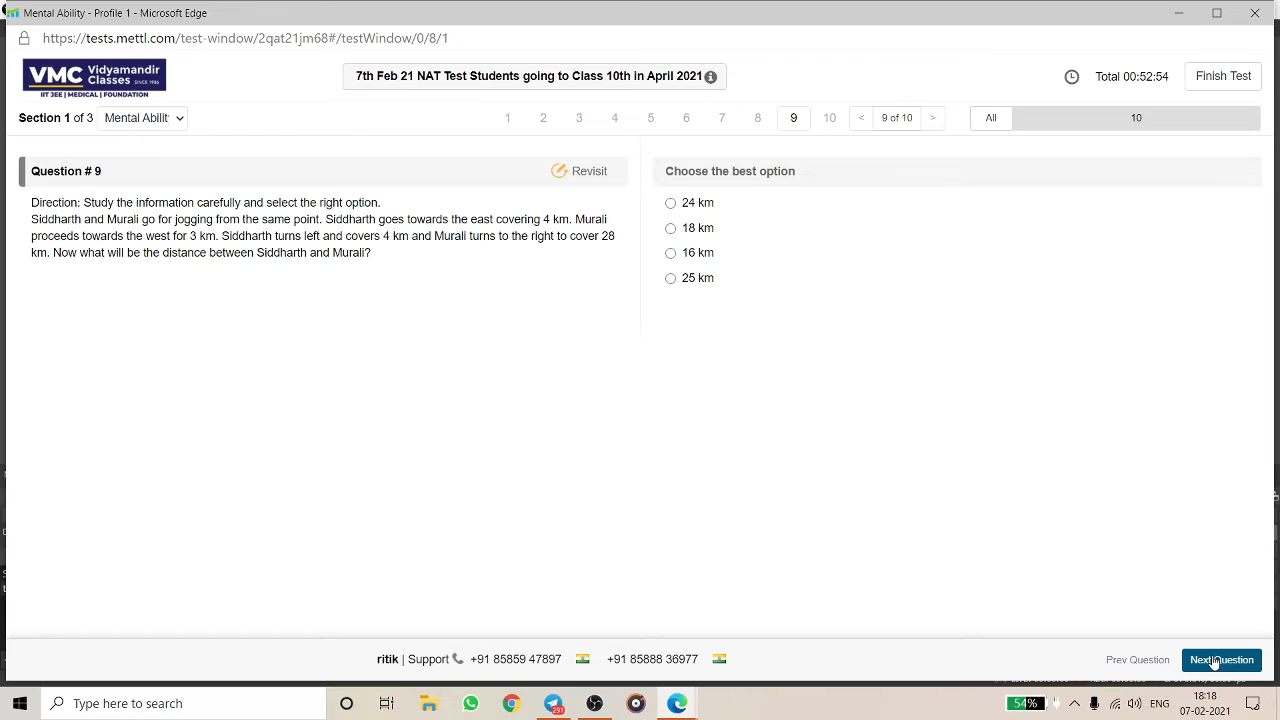 Mental Ability - Profile 1 - Microsoft Edge
https://tests.mettl.com/test-window/2qat21jm68#/testWindow/0/8/1
VMC Vidyamandir Classes SINCE 1986
IIT JEE | MEDICAL | FOUNDATION
7th Feb 21 NAT Test Students going to Class 10th in April 2021
Total 00:52:54
Finish Test
Section 1 of 3 Mental Ability
1 2 3 4 5 6 7 8 9 10 < 9 of 10 > All 10
Question # 9
Revisit
Direction: Study the information carefully and select the right option.
Siddharth and Murali go for jogging from the same point. Siddharth goes towards the east covering 4 km. Murali
proceeds towards the west for 3 km. Siddharth turns left and covers 4 km and Murali turns to the right to cover 28
km. Now what will be the distance between Siddharth and Murali?
Choose the best option
24 km
18 km
16 km
25 km
ritik | Support +91 85859 47897 +91 85888 36977
Prev Question
Next Question
Type here to search
291
54%
ENG
18:18
07-02-2021